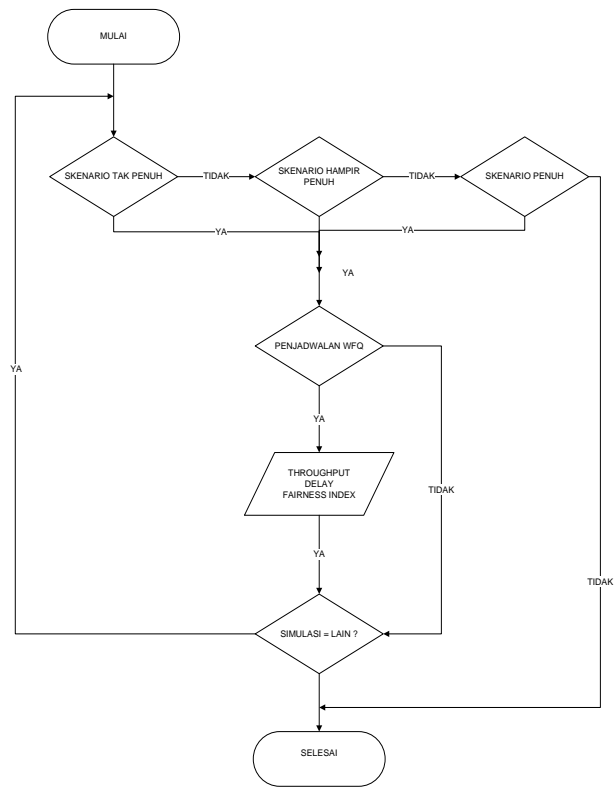 MULAI
SKENARIO TAK PENUH
TIDAK
SKENARIO HAMPIR
PENUH
TIDAK
SKENARIO PENUH
YA
YA
YA
PENJADWALAN WFQ
YA
YA
THROUGHPUT
DELAY
FAIRNESS INDEX
TIDAK
YA
TIDAK
SIMULASI = LAIN ?
SELESAI